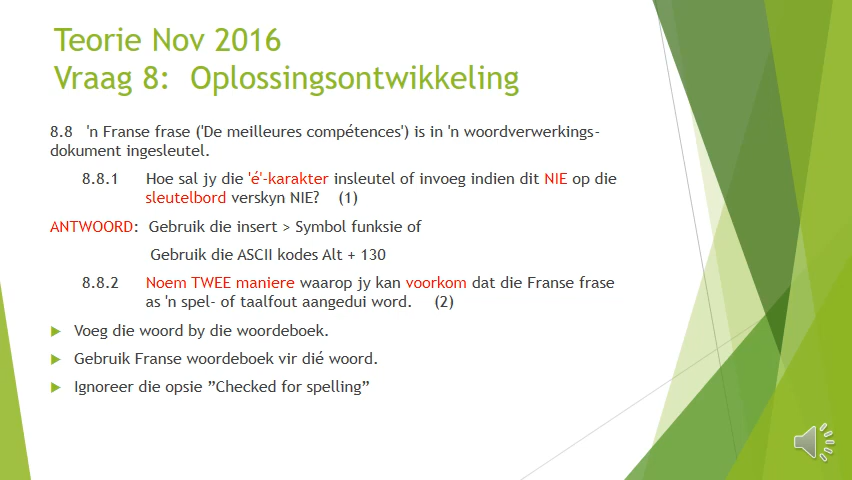 Teorie Nov 2016
Vraag 8: Oplossingsontwikkeling
8.8 'n Franse frase ('De meilleures compétences') is in 'n woordverwerkings-
dokument ingesleutel.
8.8.1 Hoe sal jy die 'é'-karakter insleutel of invoeg indien dit NIE op die
sleutelbord verskyn NIE? (1)
ANTWOORD: Gebruik die insert > Symbol funksie of
Gebruik die ASCII kodes Alt + 130
8.8.2 Noem TWEE maniere waarop jy kan voorkom dat die Franse frase
as 'n spel- of taalfout aangedui word. (2)
Voeg die woord by die woordeboek.
Gebruik Franse woordeboek vir dié woord.
Ignoreer die opsie ”Checked for spelling”